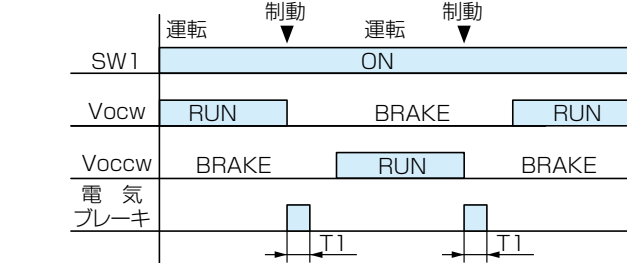 運転 制動 運転 制動
SW1 ON
Vocw RUN BRAKE RUN
Voccw BRAKE RUN BRAKE
電 気
ブレーキ
T1 T1